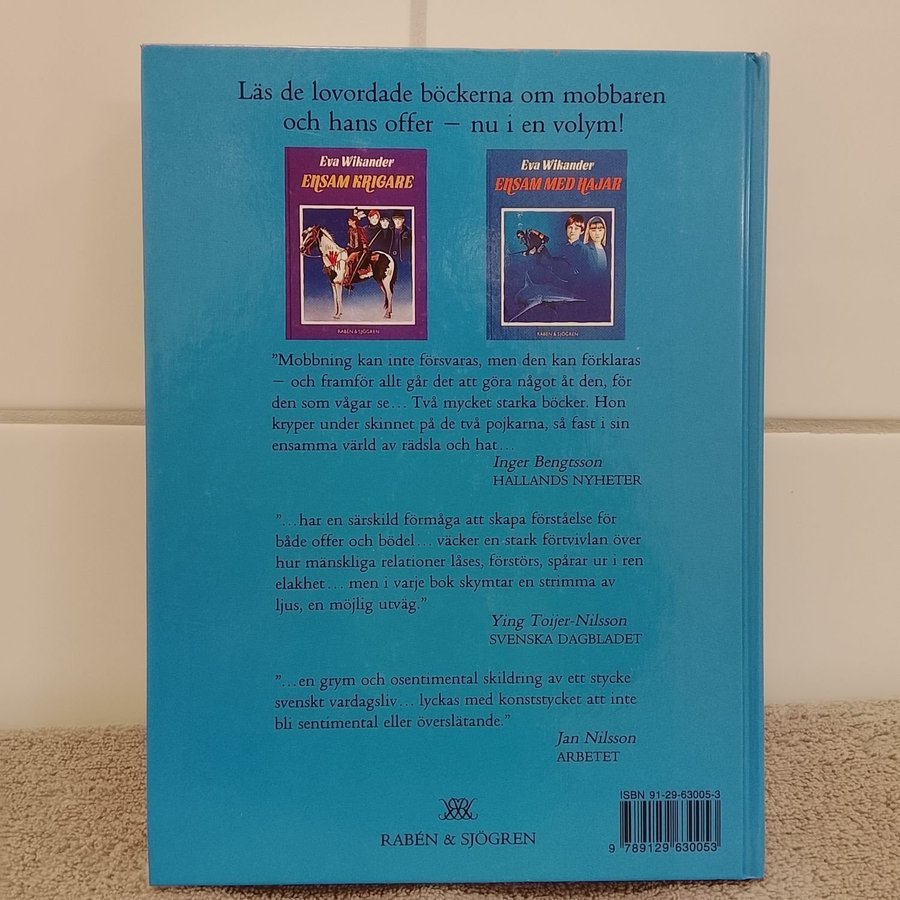 Läs de lovordade böckerna om mobbaren
och hans offer – nu i en volym!
Eva Wikander
ENSAM KRIGARE
RABÉN & SJÖGREN
Eva Wikander
ENSAM MED HAJAR
RABÉN & SJÖGREN
”Mobbning kan inte försvaras, men den kan förklaras
– och framför allt går det att göra något åt den, för
den som vågar se... Två mycket starka böcker. Hon
kryper under skinnet på de två pojkarna, så fast i sin
ensamma värld av rädsla och hat...
Inger Bengtsson
HALLANDS NYHETER
”...har en särskild förmåga att skapa förståelse för
både offer och bödel... väcker en stark förtvivlan över
hur mänskliga relationer låses, förstörs, spårar ur i ren
elakhet... men i varje bok skymtar en strimma av
ljus, en möjlig utväg.”
Ying Toijer-Nilsson
SVENSKA DAGBLADET
”...en grym och osentimental skildring av ett stycke
svenskt vardagsliv... lyckas med konststycket att inte
bli sentimental eller överslätande.”
Jan Nilsson
ARBETET
RABÉN & SJÖGREN
ISBN 91-29-63005-3
9 789129 630053